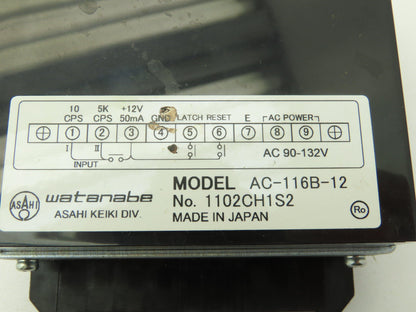 10 5K +12V
CPS CPS 50mA GND LATCH RESET E AC POWER
1 2 3 4 5 6 7 8 9
I II
INPUT AC 90-132V
ASAHI watanabe MODEL AC-116B-12
ASAHI KEIKI DIV. No. 1102CH1S2
MADE IN JAPAN Ro